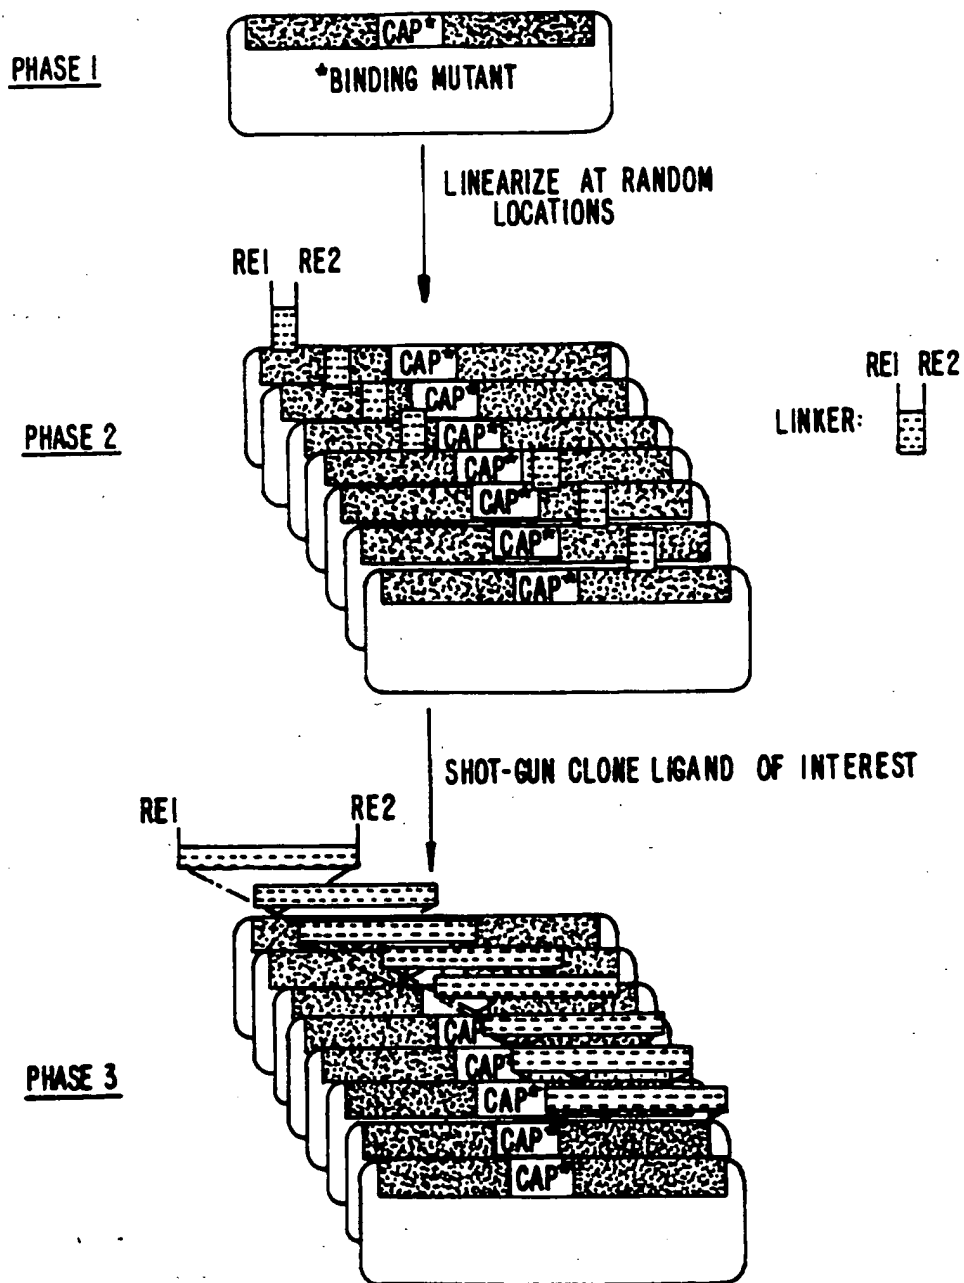 CAP*
PHASE 1
*BINDING MUTANT
LINEARIZE AT RANDOM
LOCATIONS
RE1 RE2
CAP*
RE1 RE2
CAP*
LINKER:
PHASE 2
CAP*
CAP*
CAP*
CAP*
CAP*
SHOT-GUN CLONE LIGAND OF INTEREST
RE1 RE2
CAP
CAP*
PHASE 3
CAP*
CAP*
CAP*